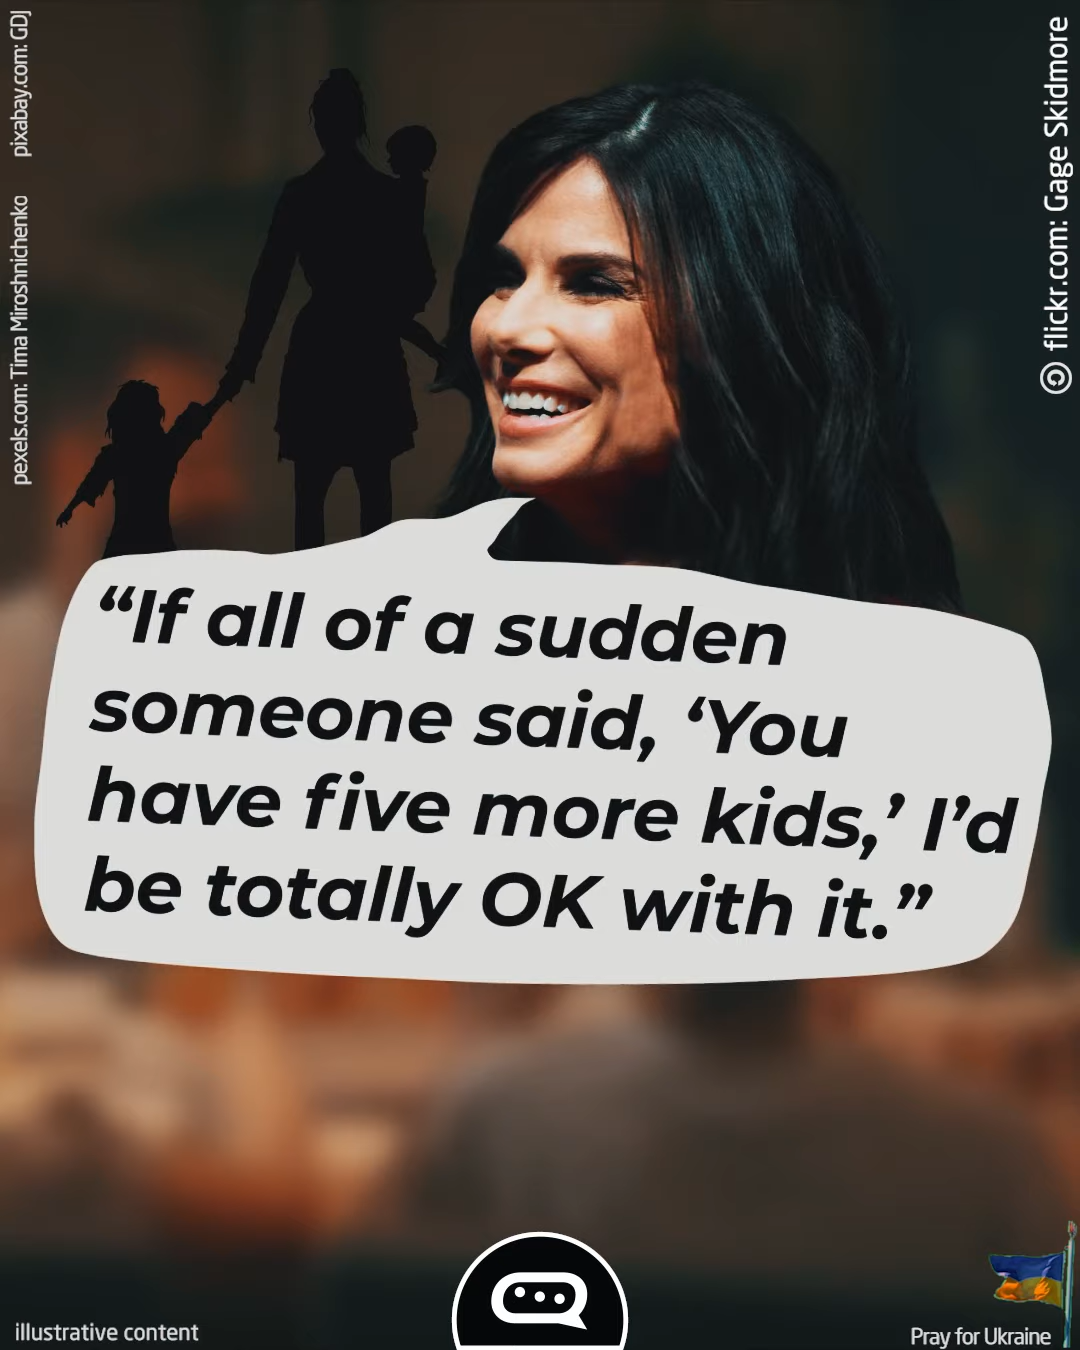 pixabay.com: GDJ
pexels.com: Tima Miroshnichenko
flickr.com: Gage Skidmore
“If all of a sudden
someone said, ‘You
have five more kids,’ I’d
be totally OK with it.”
illustrative content
Pray for Ukraine